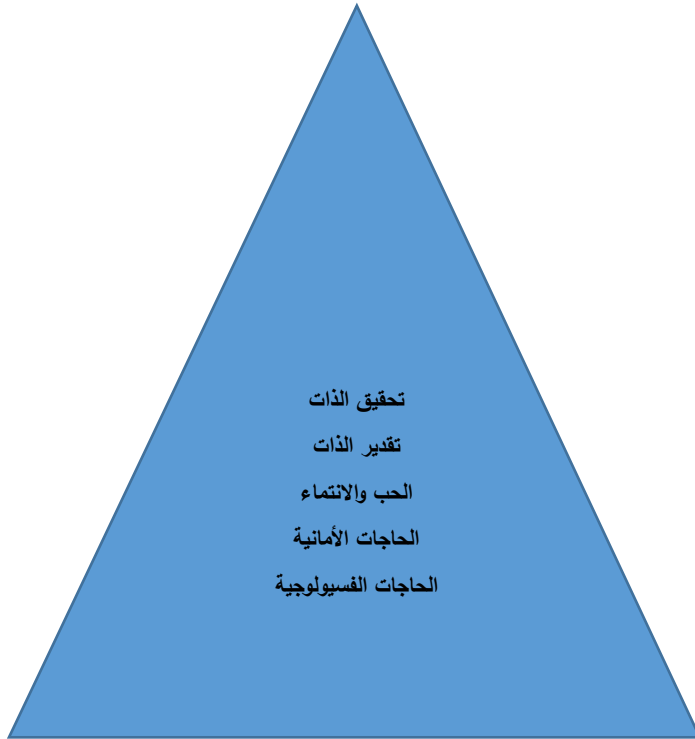 تحقيق الذات
تقدير الذات
الحب والانتماء
الحاجات الأمانية
الحاجات الفسيولوجية